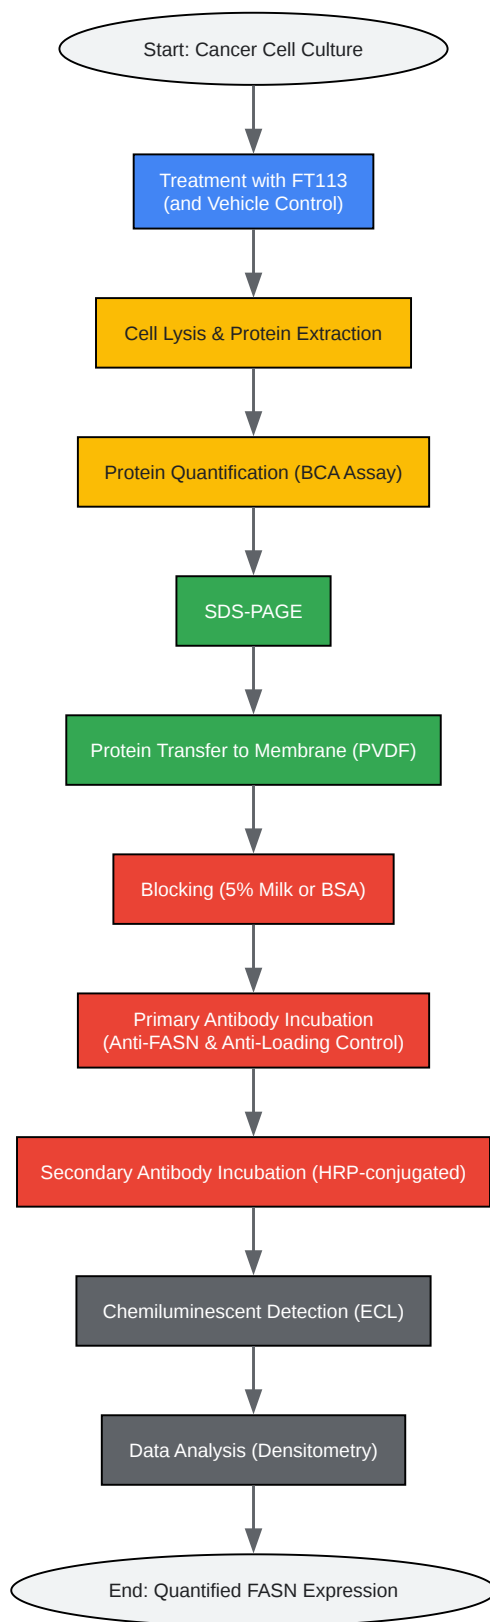 Start: Cancer Cell Culture
Treatment with FT113
(and Vehicle Control)
Cell Lysis & Protein Extraction
Protein Quantification (BCA Assay)
SDS-PAGE
Protein Transfer to Membrane (PVDF)
Blocking (5% Milk or BSA)
Primary Antibody Incubation
(Anti-FASN & Anti-Loading Control)
Secondary Antibody Incubation (HRP-conjugated)
Chemiluminescent Detection (ECL)
Data Analysis (Densitometry)
End: Quantified FASN Expression